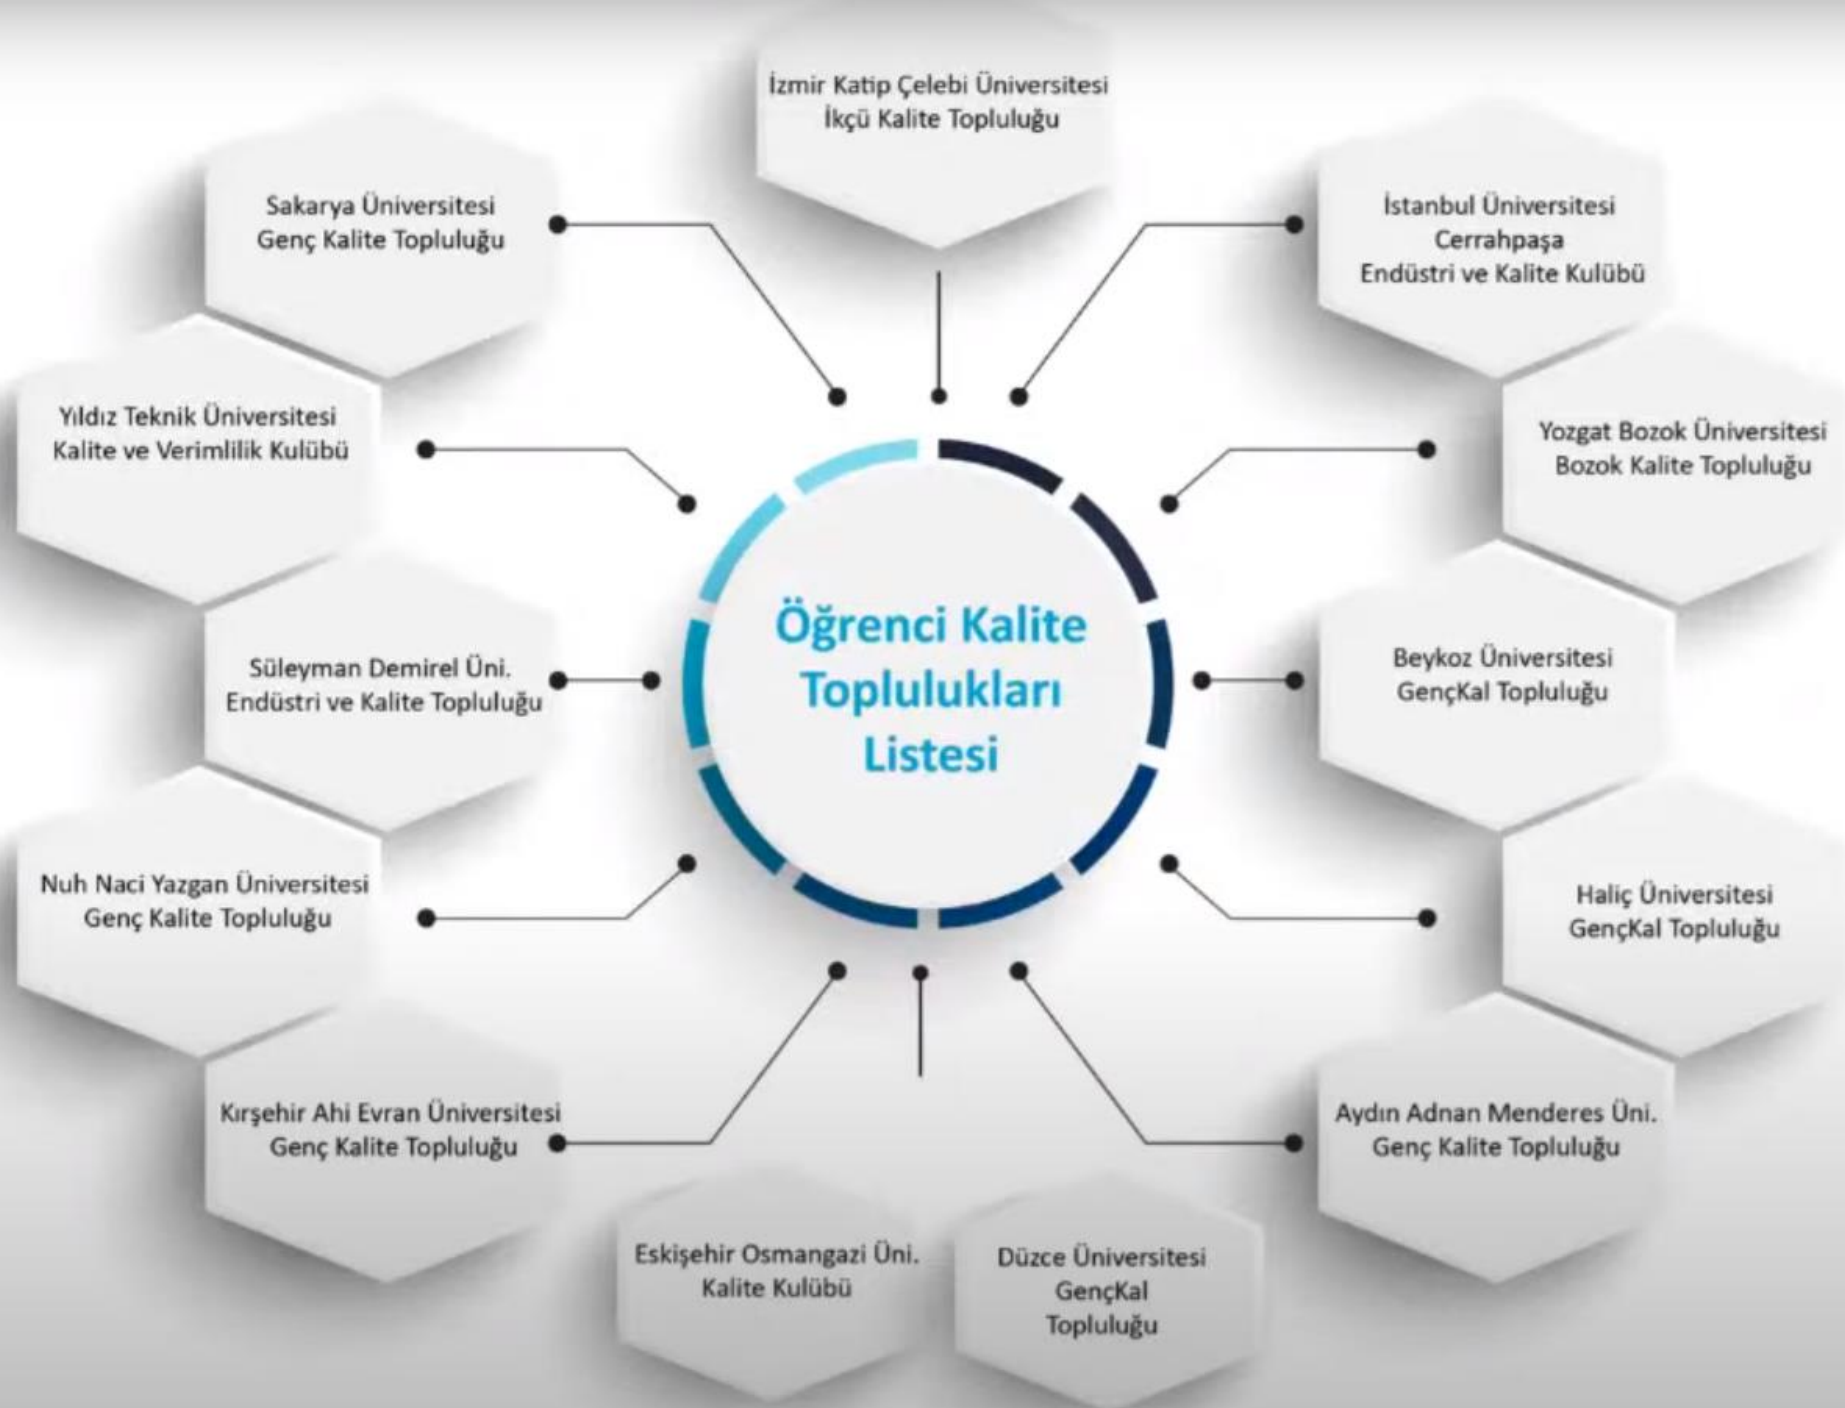 İzmir Katip Çelebi Üniversitesi
İkçü Kalite Topluluğu
Sakarya Üniversitesi
Genç Kalite Topluluğu
İstanbul Üniversitesi
Cerrahpaşa
Endüstri ve Kalite Kulübü
Yıldız Teknik Üniversitesi
Kalite ve Verimlilik Kulübü
Yozgat Bozok Üniversitesi
Bozok Kalite Topluluğu
Öğrenci Kalite
Toplulukları
Listesi
Süleyman Demirel Üni.
Endüstri ve Kalite Topluluğu
Beykoz Üniversitesi
GençKal Topluluğu
Nuh Naci Yazgan Üniversitesi
Genç Kalite Topluluğu
Haliç Üniversitesi
GençKal Topluluğu
Kırşehir Ahi Evran Üniversitesi
Genç Kalite Topluluğu
Aydın Adnan Menderes Üni.
Genç Kalite Topluluğu
Eskişehir Osmangazi Üni.
Kalite Kulübü
Düzce Üniversitesi
GençKal
Topluluğu